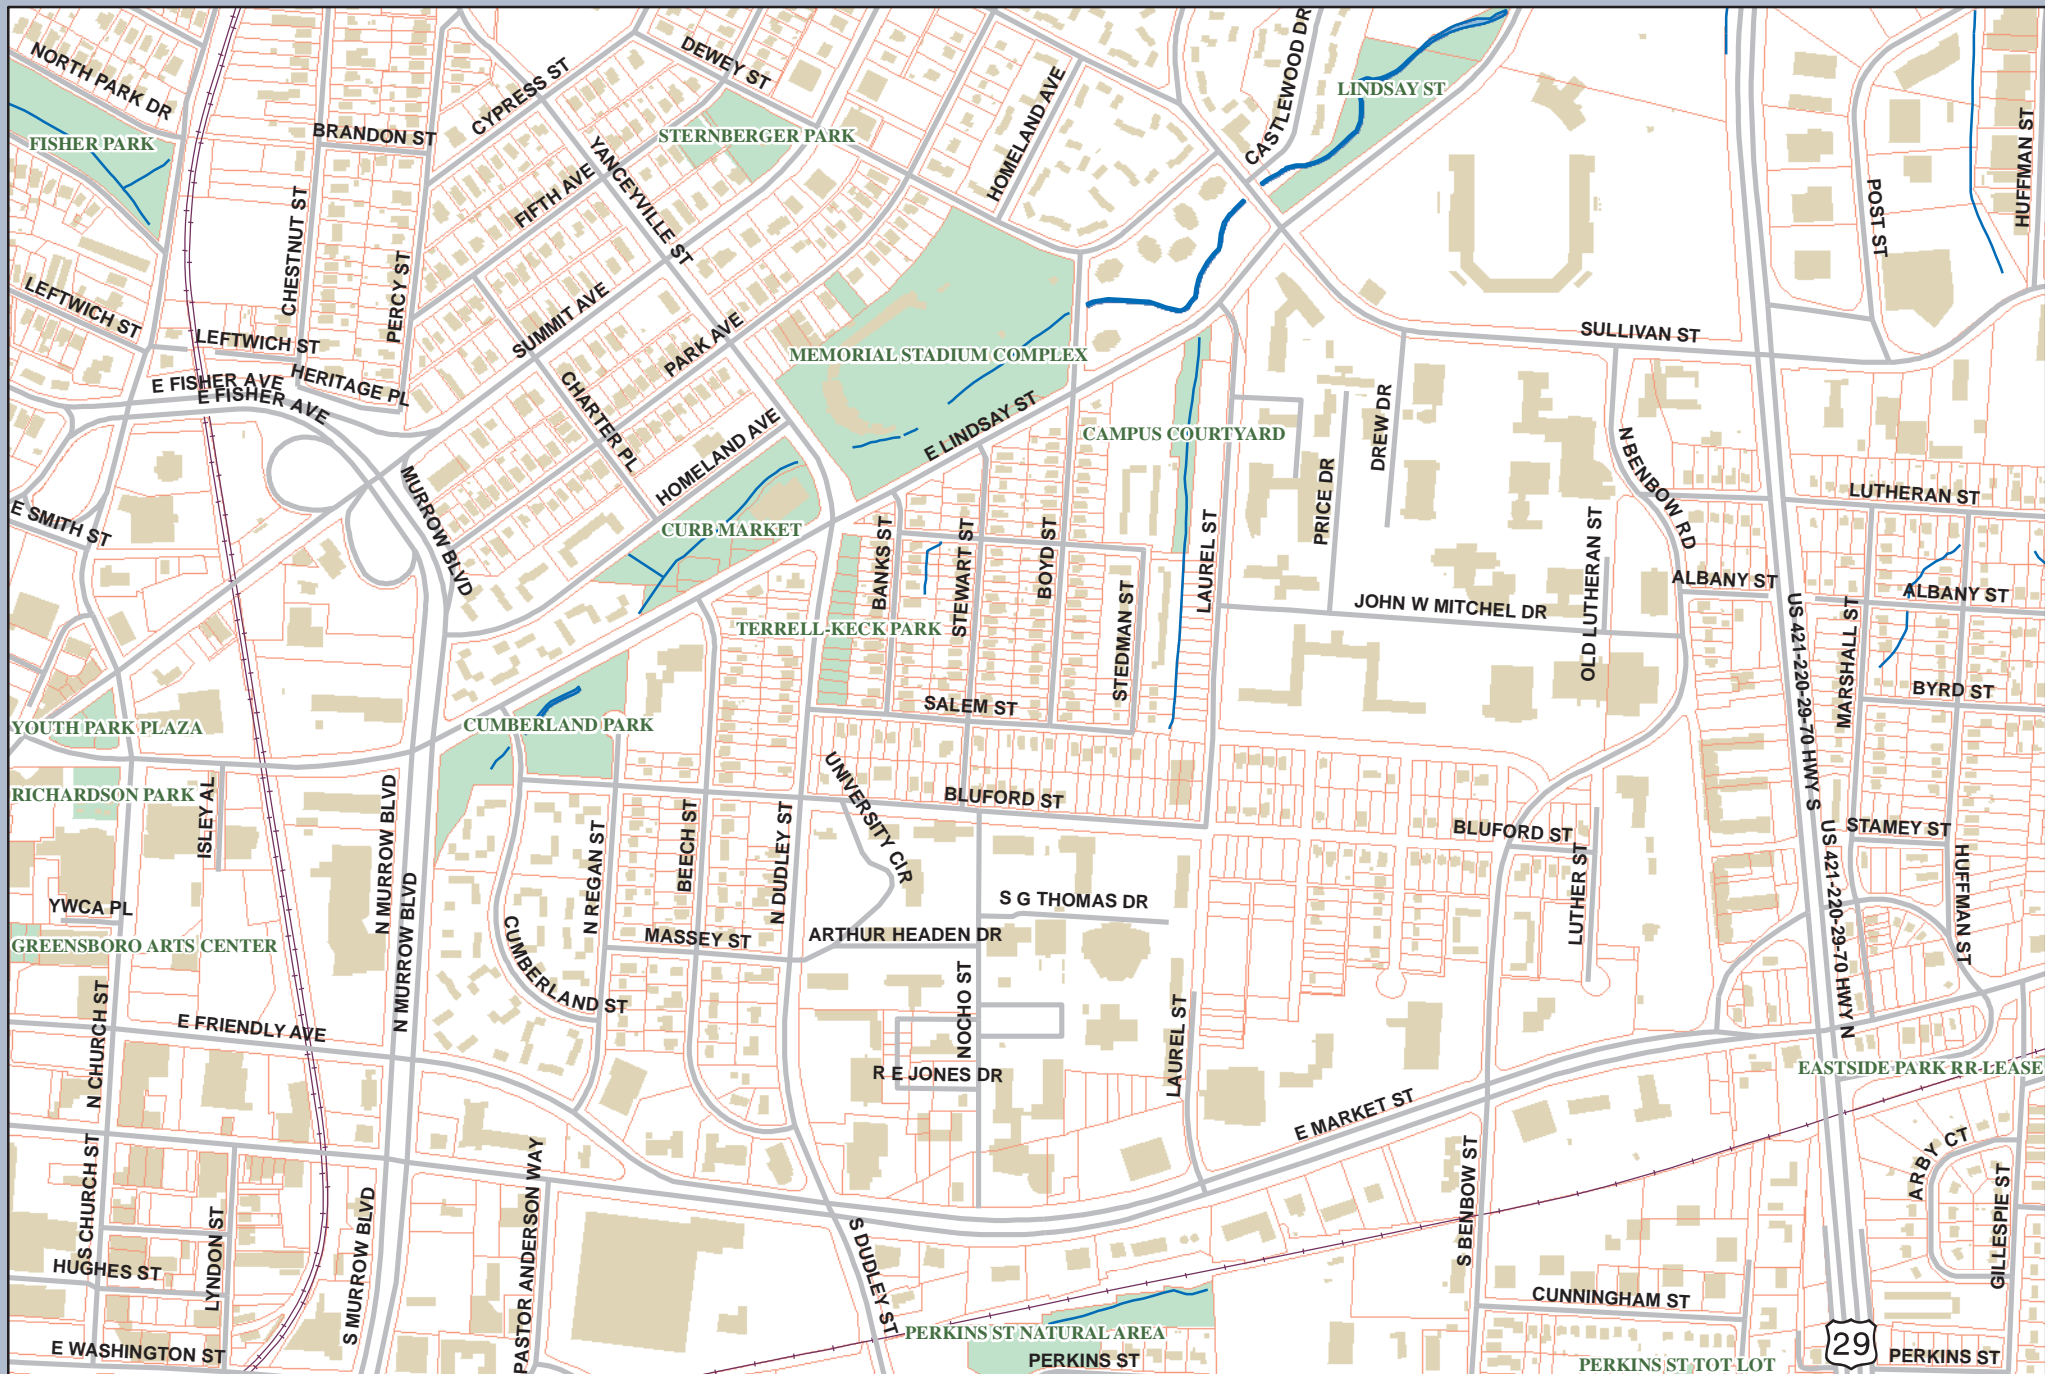 CASTLEWOOD DR
DEWEY ST
NORTH PARK DR
CYPRESS ST
HOMELAND AVE
LINDSAY ST
BRANDON ST
STERNBERGER PARK
FISHER PARK
YANCEYVILLE ST
HUFFMAN ST
FIFTH AVE
POST ST
CHESTNUT ST
PERCY ST
LEFTWICH ST
SUMMIT AVE
LEFTWICH ST
PARK AVE
SULLIVAN ST
MEMORIAL STADIUM COMPLEX
E FISHER AVE
HERITAGE PL
E FISHER AVE
CHARTER PL
DREW DR
E LINDSAY ST
HOMELAND AVE
CAMPUS COURTYARD
N BENBOW RD
PRICE DR
LUTHERAN ST
MURROW BLVD
E SMITH ST
CURB MARKET
BANKS ST
STEWART ST
BOYD ST
LAUREL ST
OLD LUTHERAN ST
ALBANY ST
ALBANY ST
STEDMAN ST
JOHN W MITCHEL DR
TERRELL-KECK PARK
MARSHALL ST
US 421-220-29-70 HWY S
BYRD ST
SALEM ST
YOUTH PARK PLAZA
CUMBERLAND PARK
RICHARDSON PARK
ISLEY AL
N MURROW BLVD
UNIVERSITY CIR
BLUFORD ST
BLUFORD ST
STAMEY ST
BEECH ST
N DUDLEY ST
N REGAN ST
LUTHER ST
HUFFMAN ST
US 421-220-29-70 HWY N
YWCA PL
S G THOMAS DR
GREENSBORO ARTS CENTER
N MURROW BLVD
CUMBERLAND ST
MASSEY ST
ARTHUR HEADEN DR
NOCHO ST
LAUREL ST
N CHURCH ST
E FRIENDLY AVE
R E JONES DR
EASTSIDE PARK RR-LEASE
E MARKET ST
ARBY CT
S CHURCH ST
PASTOR ANDERSON WAY
S BENBOW ST
GILLESPIE ST
LYNDON ST
S MURROW BLVD
S DUDLEY ST
HUGHES ST
CUNNINGHAM ST
E WASHINGTON ST
PERKINS ST NATURAL AREA
PERKINS ST
PERKINS ST TOT LOT
29
PERKINS ST